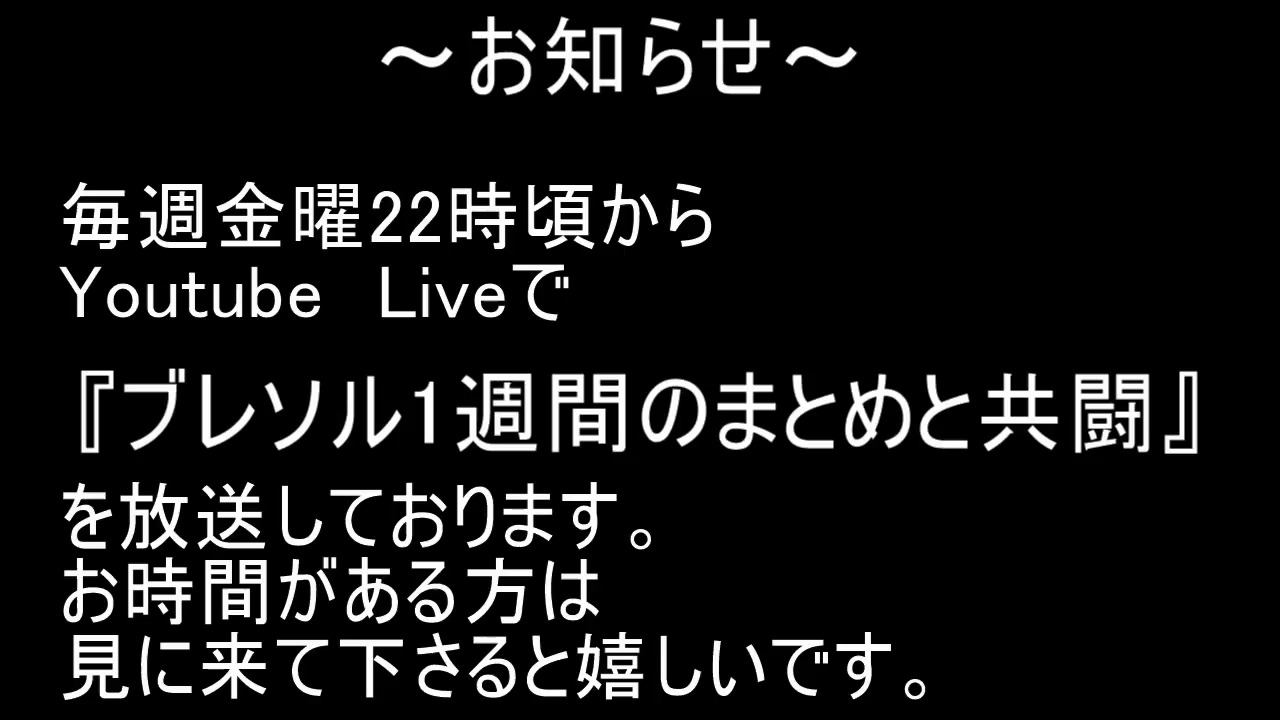 ～お知らせ～
毎週金曜22時頃から
Youtube　Liveで
『ブレソル1週間のまとめと共闘』
を放送しております。
お時間がある方は
見に来て下さると嬉しいです。